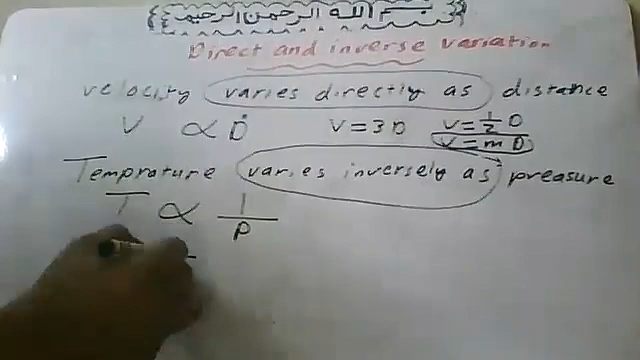 بسم الله الرحمن الرحيم
Direct and inverse variation
velocity varies directly as distance
V ∝ D V = 3D V = 1/2 D
V = m D
Temprature varies inversely as preasure
T ∝ 1/P